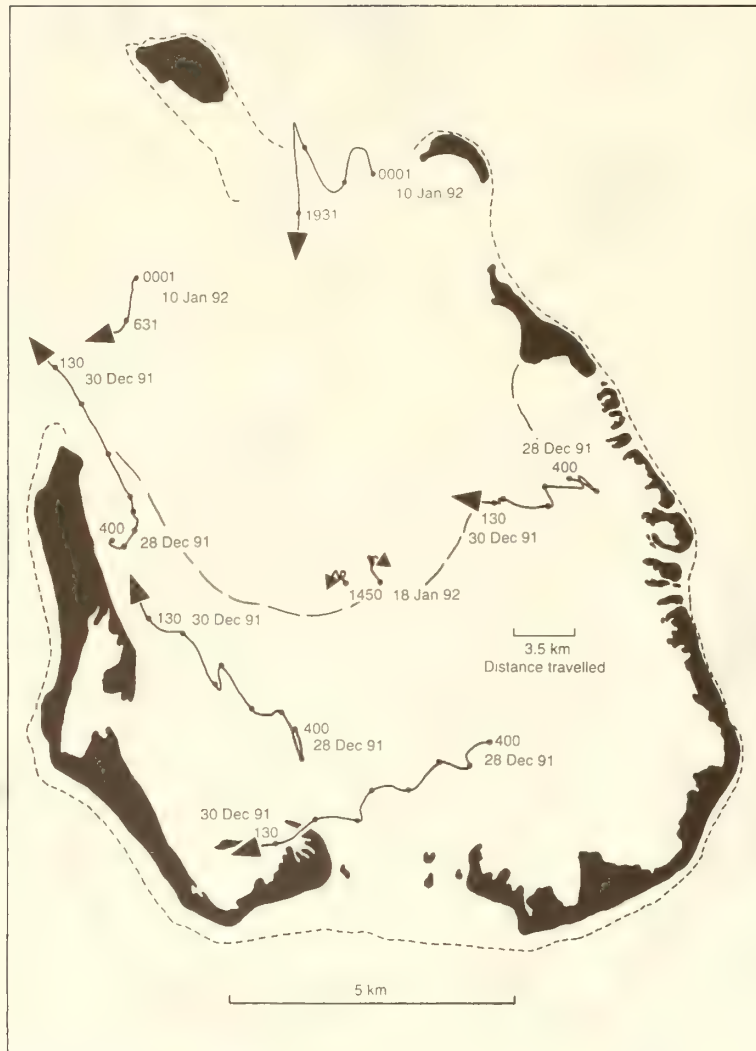 0001
10 Jan 92
1931
0001
10 Jan 92
631
130
30 Dec 91
28 Dec 91
400
400
28 Dec 91
130
30 Dec 91
1450 18 Jan 92
130 30 Dec 91
3.5 km
Distance travelled
400
28 Dec 91
400
28 Dec 91
30 Dec 91
130
5 km